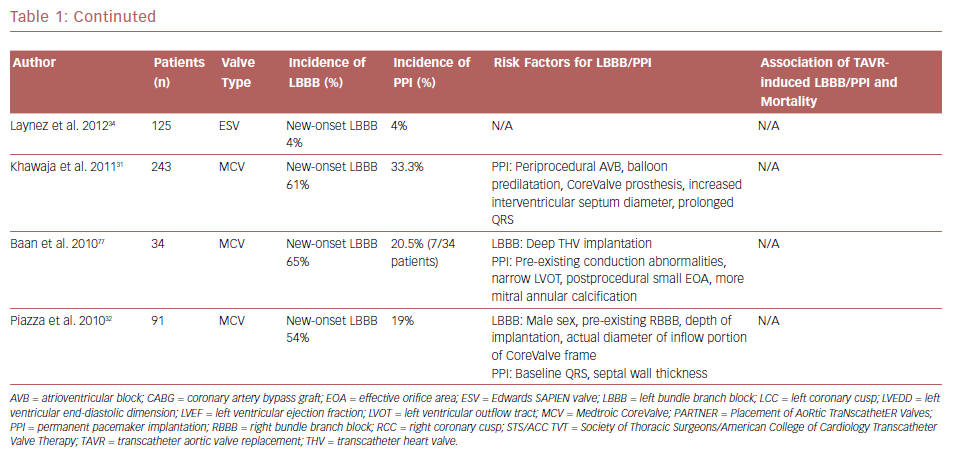 Table 1: Continuted
Author Patients (n) Valve Type Incidence of LBBB (%) Incidence of PPI (%) Risk Factors for LBBB/PPI Association of TAVR-induced LBBB/PPI and Mortality
Laynez et al. 2012³⁴ 125 ESV New-onset LBBB 4% 4% N/A N/A
Khawaja et al. 2011³¹ 243 MCV New-onset LBBB 61% 33.3% PPI: Periprocedural AVB, balloon predilatation, CoreValve prosthesis, increased interventricular septum diameter, prolonged QRS N/A
Baan et al. 2010⁷⁷ 34 MCV New-onset LBBB 65% 20.5% (7/34 patients) LBBB: Deep THV implantation PPI: Pre-existing conduction abnormalities, narrow LVOT, postprocedural small EOA, more mitral annular calcification N/A
Piazza et al. 2010³² 91 MCV New-onset LBBB 54% 19% LBBB: Male sex, pre-existing RBBB, depth of implantation, actual diameter of inflow portion of CoreValve frame PPI: Baseline QRS, septal wall thickness N/A
AVB = atrioventricular block; CABG = coronary artery bypass graft; EOA = effective orifice area; ESV = Edwards SAPIEN valve; LBBB = left bundle branch block; LCC = left coronary cusp; LVEDD = left
ventricular end-diastolic dimension; LVEF = left ventricular ejection fraction; LVOT = left ventricular outflow tract; MCV = Medtroic CoreValve; PARTNER = Placement of AoRtic TraNscathetER Valves;
PPI = permanent pacemaker implantation; RBBB = right bundle branch block; RCC = right coronary cusp; STS/ACC TVT = Society of Thoracic Surgeons/American College of Cardiology Transcatheter
Valve Therapy; TAVR = transcatheter aortic valve replacement; THV = transcatheter heart valve.